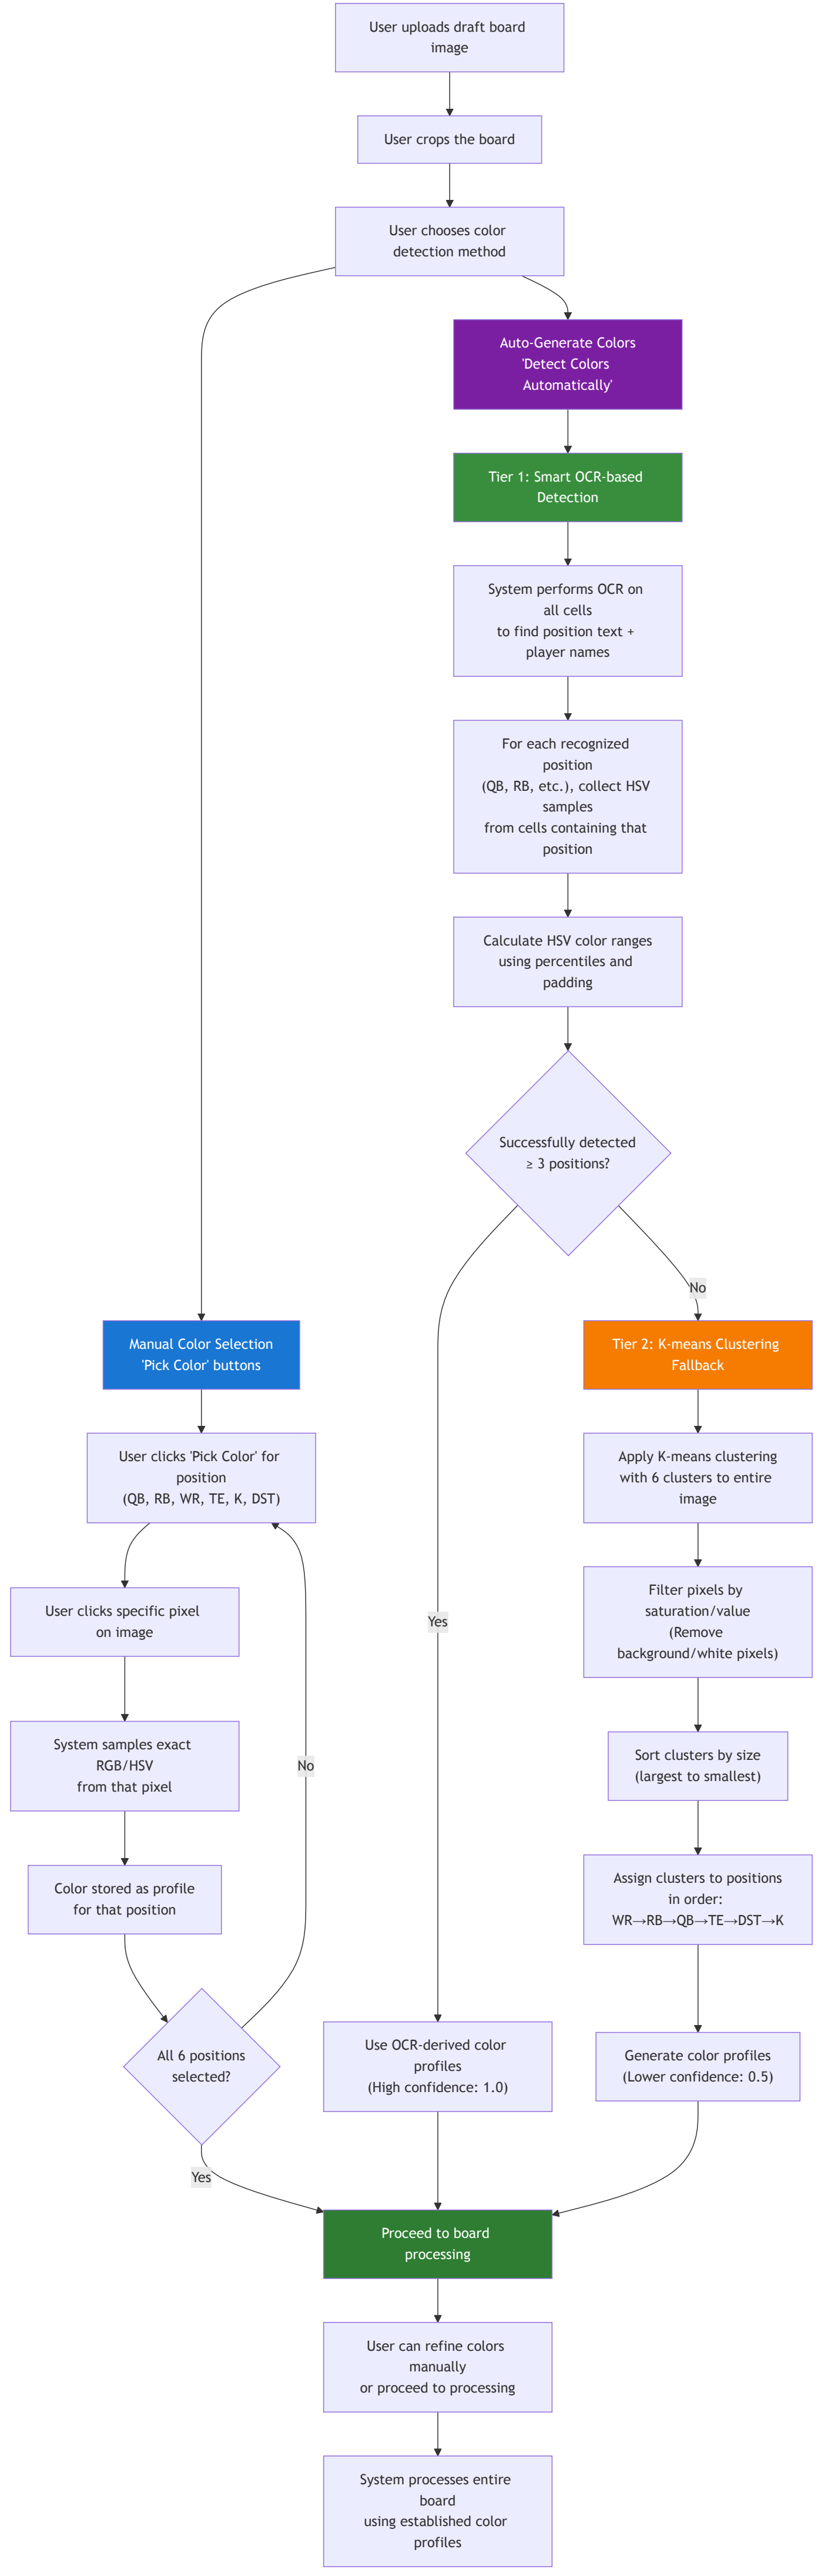 User uploads draft board
image
User crops the board
User chooses color
detection method
Auto-Generate Colors
'Detect Colors
Automatically'
Tier 1: Smart OCR-based
Detection
System performs OCR on
all cells
to find position text +
player names
For each recognized
position
(QB, RB, etc.), collect HSV
samples
from cells containing that
position
Calculate HSV color ranges
using percentiles and
padding
Successfully detected
≥ 3 positions?
No
Manual Color Selection
'Pick Color' buttons
Tier 2: K-means Clustering
Fallback
User clicks 'Pick Color' for
position
(QB, RB, WR, TE, K, DST)
Apply K-means clustering
with 6 clusters to entire
image
User clicks specific pixel
on image
Yes
Filter pixels by
saturation/value
(Remove
background/white pixels)
System samples exact
RGB/HSV
from that pixel
No
Sort clusters by size
(largest to smallest)
Color stored as profile
for that position
Assign clusters to positions
in order:
WR→RB→QB→TE→DST→K
All 6 positions
selected?
Use OCR-derived color
profiles
(High confidence: 1.0)
Generate color profiles
(Lower confidence: 0.5)
Yes
Proceed to board
processing
User can refine colors
manually
or proceed to processing
System processes entire
board
using established color
profiles